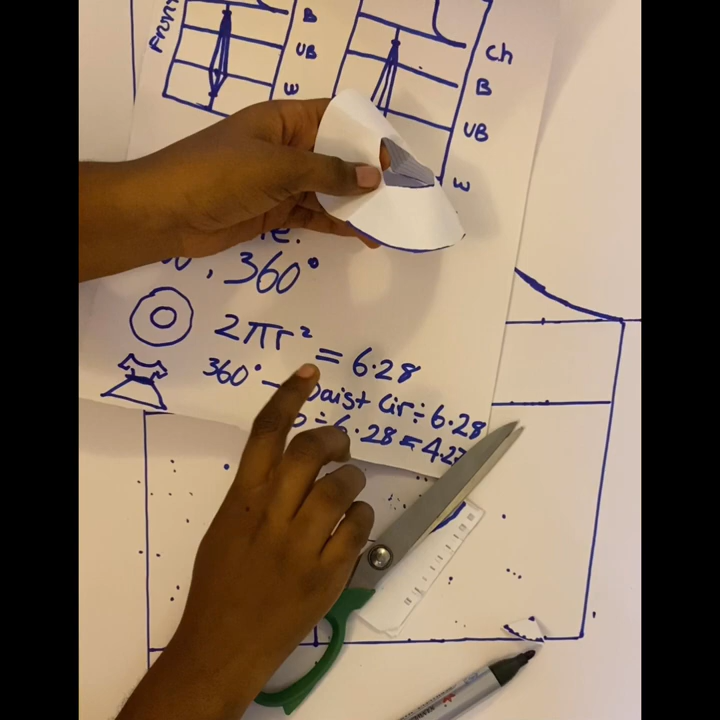 Front
B
UB
W
Ch
B
UB
W
e.
, 360°
2πr² = 6.28
360° – Waist Cir ÷ 6.28
÷ 6.28 = 4.2